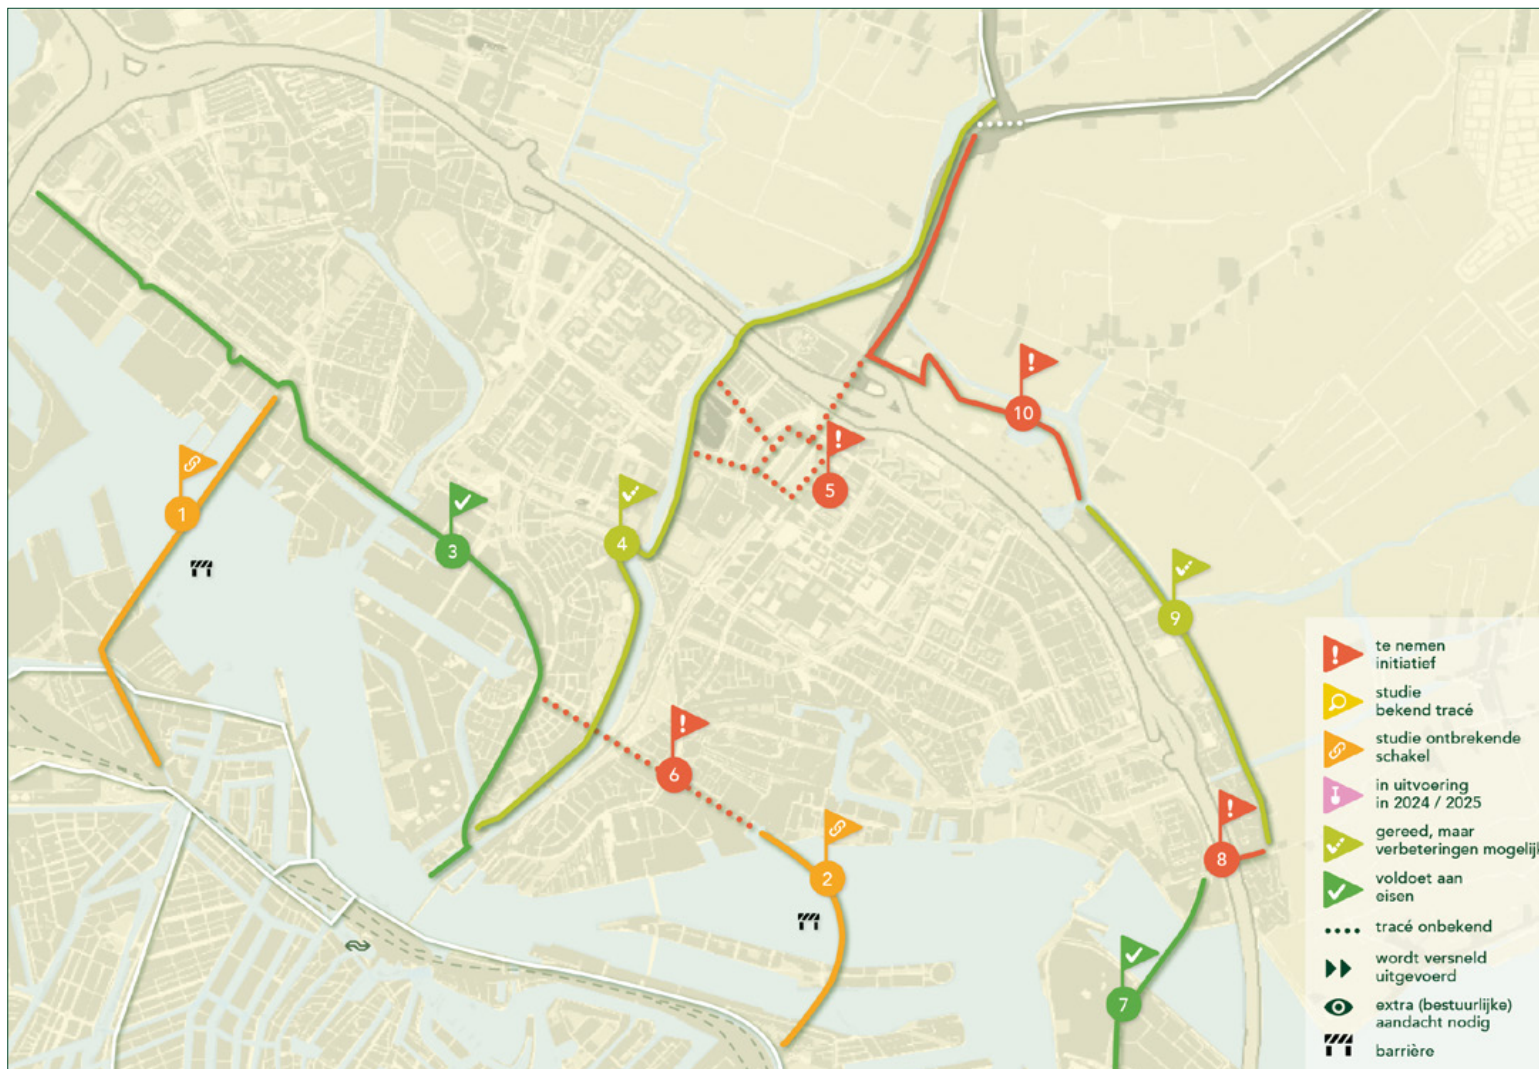 10
5
1
3
4
9
6
8
2
7
te nemen
initiatief
studie
bekend tracé
studie ontbrekende
schakel
in uitvoering
in 2024 / 2025
gereed, maar
verbeteringen mogelijk
voldoet aan
eisen
tracé onbekend
wordt versneld
uitgevoerd
extra (bestuurlijke)
aandacht nodig
barrière